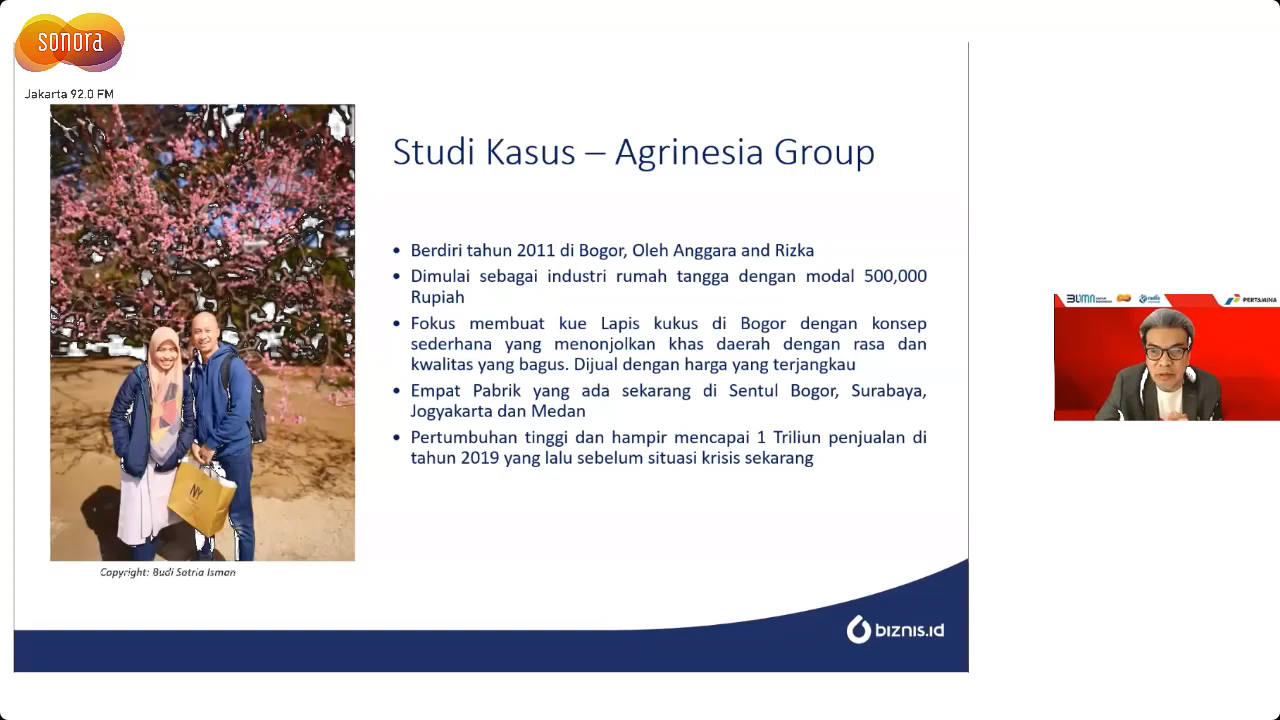 sonora
Jakarta 92.0 FM
Studi Kasus – Agrinesia Group
• Berdiri tahun 2011 di Bogor, Oleh Anggara and Rizka
• Dimulai sebagai industri rumah tangga dengan modal 500,000
Rupiah
• Fokus membuat kue Lapis kukus di Bogor dengan konsep
sederhana yang menonjolkan khas daerah dengan rasa dan
kwalitas yang bagus. Dijual dengan harga yang terjangkau
• Empat Pabrik yang ada sekarang di Sentul Bogor, Surabaya,
Jogyakarta dan Medan
• Pertumbuhan tinggi dan hampir mencapai 1 Triliun penjualan di
tahun 2019 yang lalu sebelum situasi krisis sekarang
NY
Copyright: Budi Satria Isman
biznis.id
BUMN
PERTAMINA